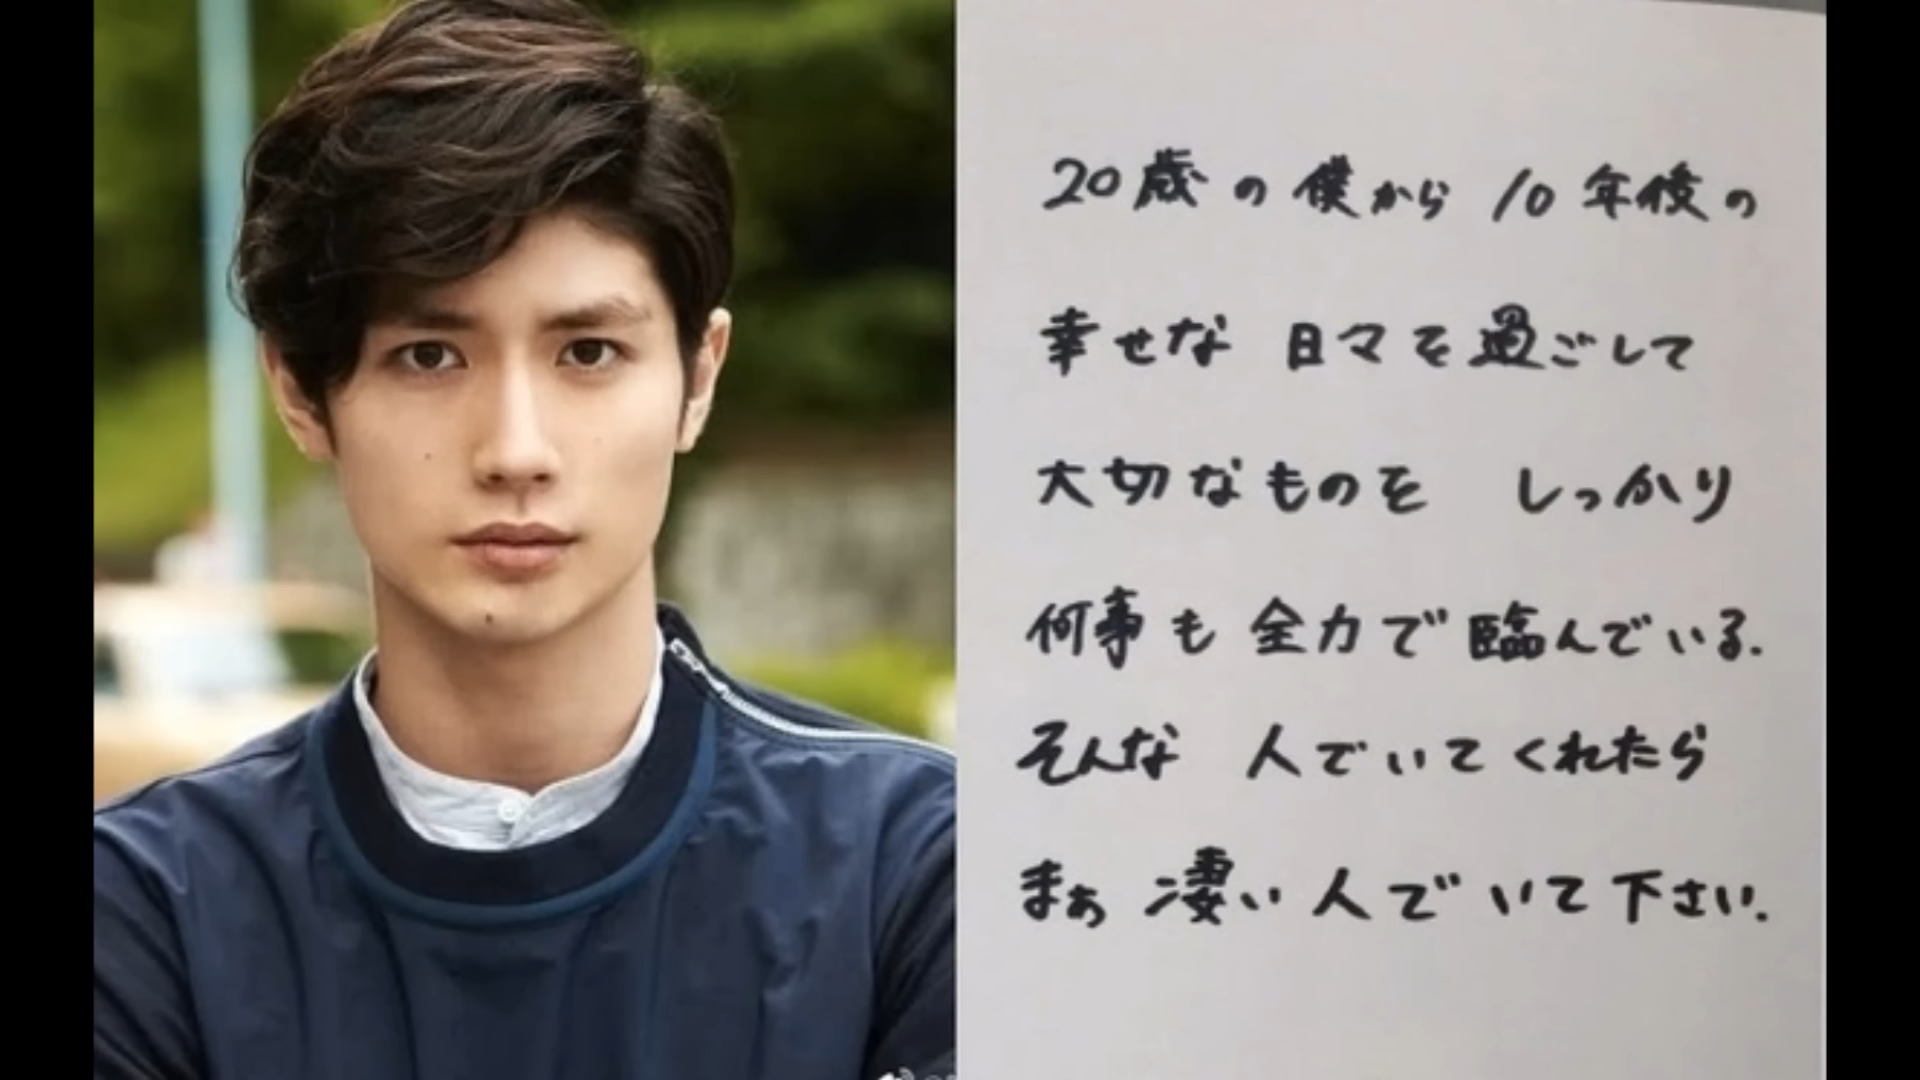 20歳の僕から 10年後の
幸せな 日々を過ごして
大切なものを しっかり
何事も 全力で臨んでいる.
そんな 人でいてくれたら
まぁ 凄い人でいて下さい.